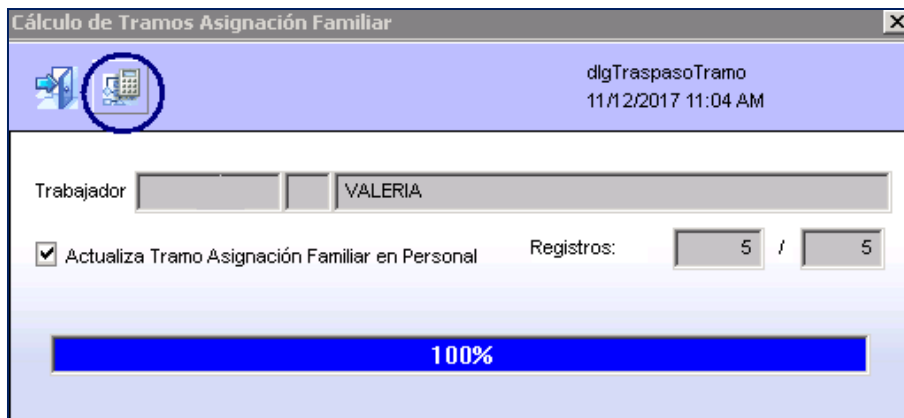 Cálculo de Tramos Asignación Familiar
dlgTraspasoTramo
11/12/2017 11:04 AM
Trabajador VALERIA
Actualiza Tramo Asignación Familiar en Personal Registros: 5 / 5
100%